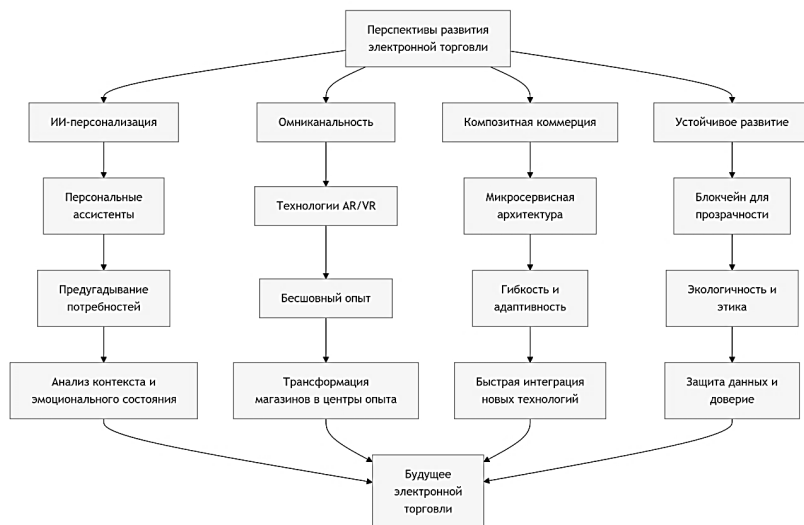 Перспективы развития
электронной торговли
ИИ-персонализация
Омниканальность
Композитная коммерция
Устойчивое развитие
Персональные
ассистенты
Технологии AR/VR
Микросервисная
архитектура
Блокчейн для
прозрачности
Предугадывание
потребностей
Бесшовный опыт
Гибкость и
адаптивность
Экологичность и
этика
Анализ контекста и
эмоционального состояния
Трансформация
магазинов в центры опыта
Быстрая интеграция
новых технологий
Защита данных и
доверие
Будущее
электронной
торговли